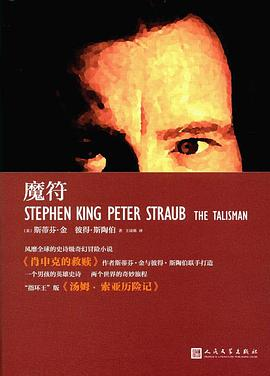 魔符
STEPHEN KING PETER STRAUB THE TALISMAN
[美] 斯蒂芬·金 彼得·斯陶伯 著
风靡全球的史诗级奇幻冒险小说
《肖申克的救赎》作者斯蒂芬·金与彼得·斯陶伯联手打造
一个男孩的英雄史诗 两个世界的奇妙旅程
“指环王”版《汤姆·索亚历险记》
人民文学出版社